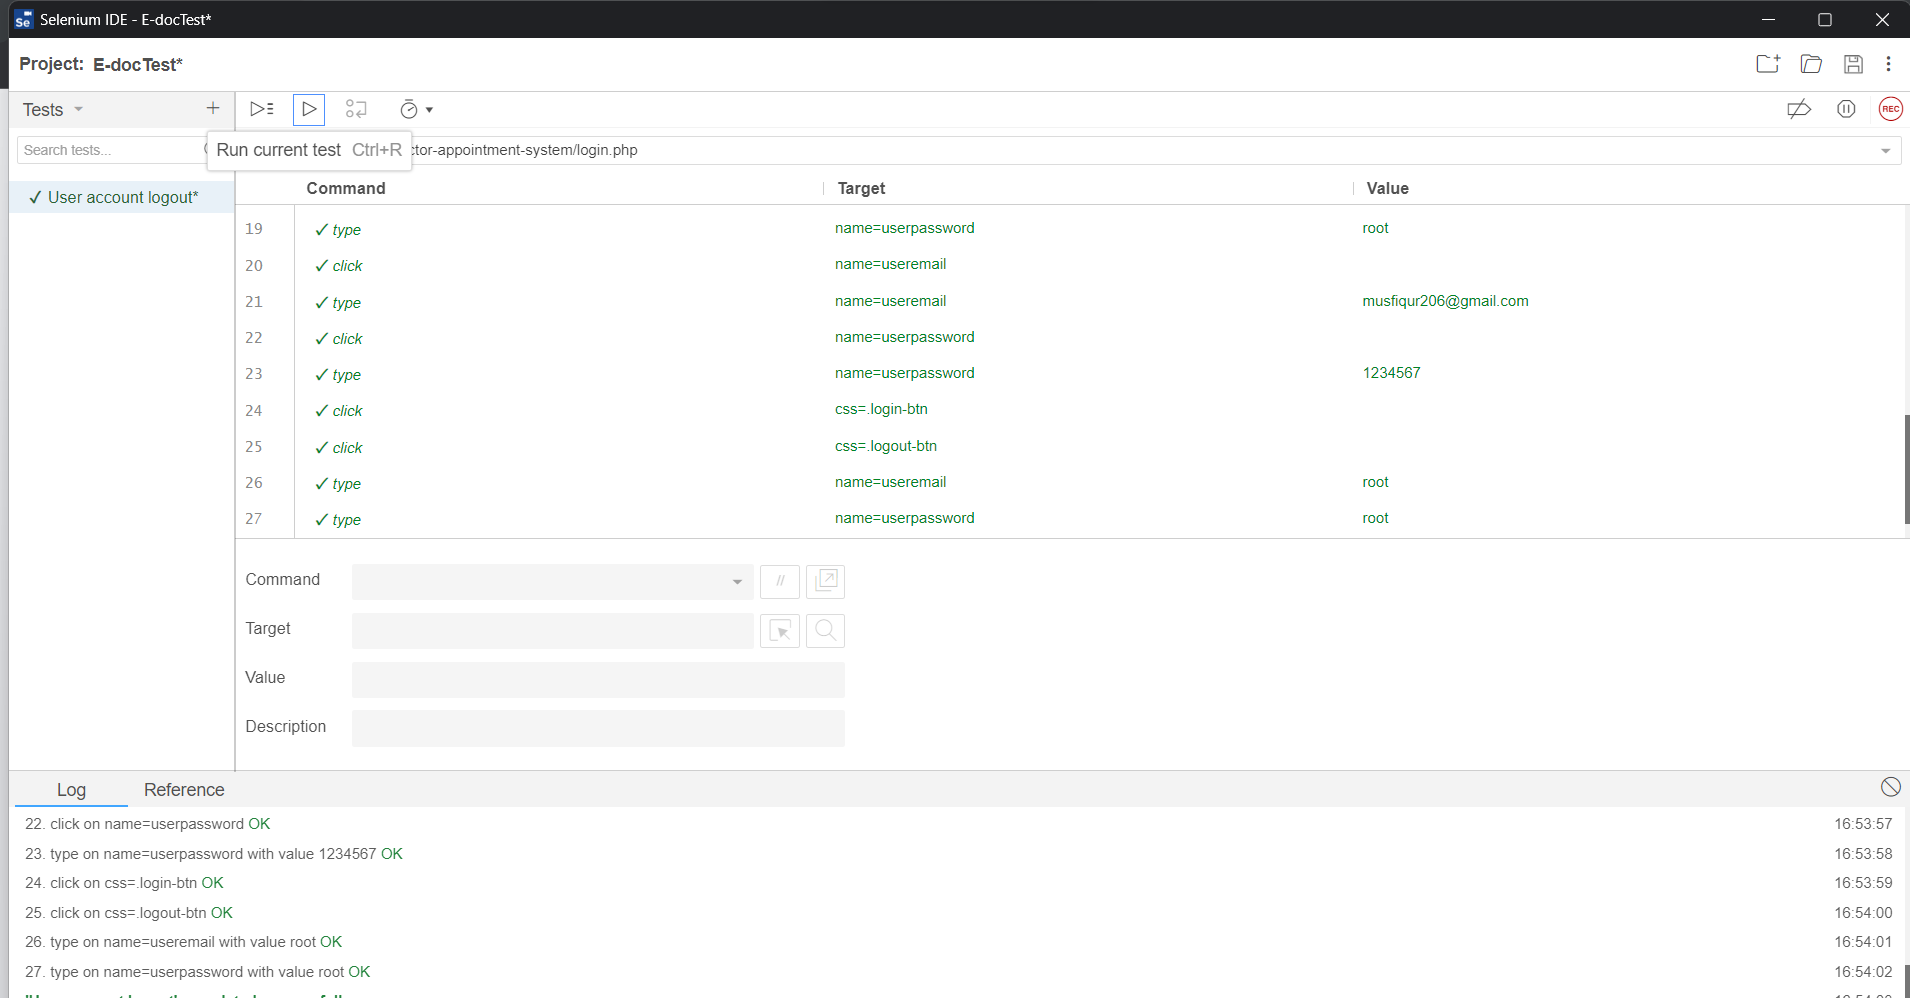 Selenium IDE - E-docTest*
Project: E-docTest*
Tests
Run current test Ctrl+R
Search tests...
ctor-appointment-system/login.php
REC
✓ User account logout*
Command Target Value
19 ✓ type name=userpassword root
20 ✓ click name=useremail
21 ✓ type name=useremail musfiqur206@gmail.com
22 ✓ click name=userpassword
23 ✓ type name=userpassword 1234567
24 ✓ click css=.login-btn
25 ✓ click css=.logout-btn
26 ✓ type name=useremail root
27 ✓ type name=userpassword root
Command //
Target
Value
Description
Log Reference
22. click on name=userpassword OK 16:53:57
23. type on name=userpassword with value 1234567 OK 16:53:58
24. click on css=.login-btn OK 16:53:59
25. click on css=.logout-btn OK 16:54:00
26. type on name=useremail with value root OK 16:54:01
27. type on name=userpassword with value root OK 16:54:02